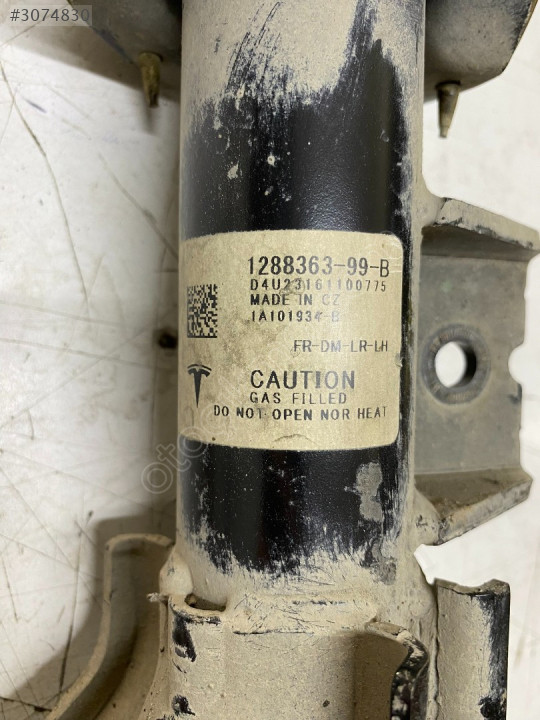 #3074830
1288363-99-B
D4U23161100775
MADE IN CZ
1A101934-B
FR-DM-LR-LH
CAUTION
GAS FILLED
DO NOT OPEN NOR HEAT